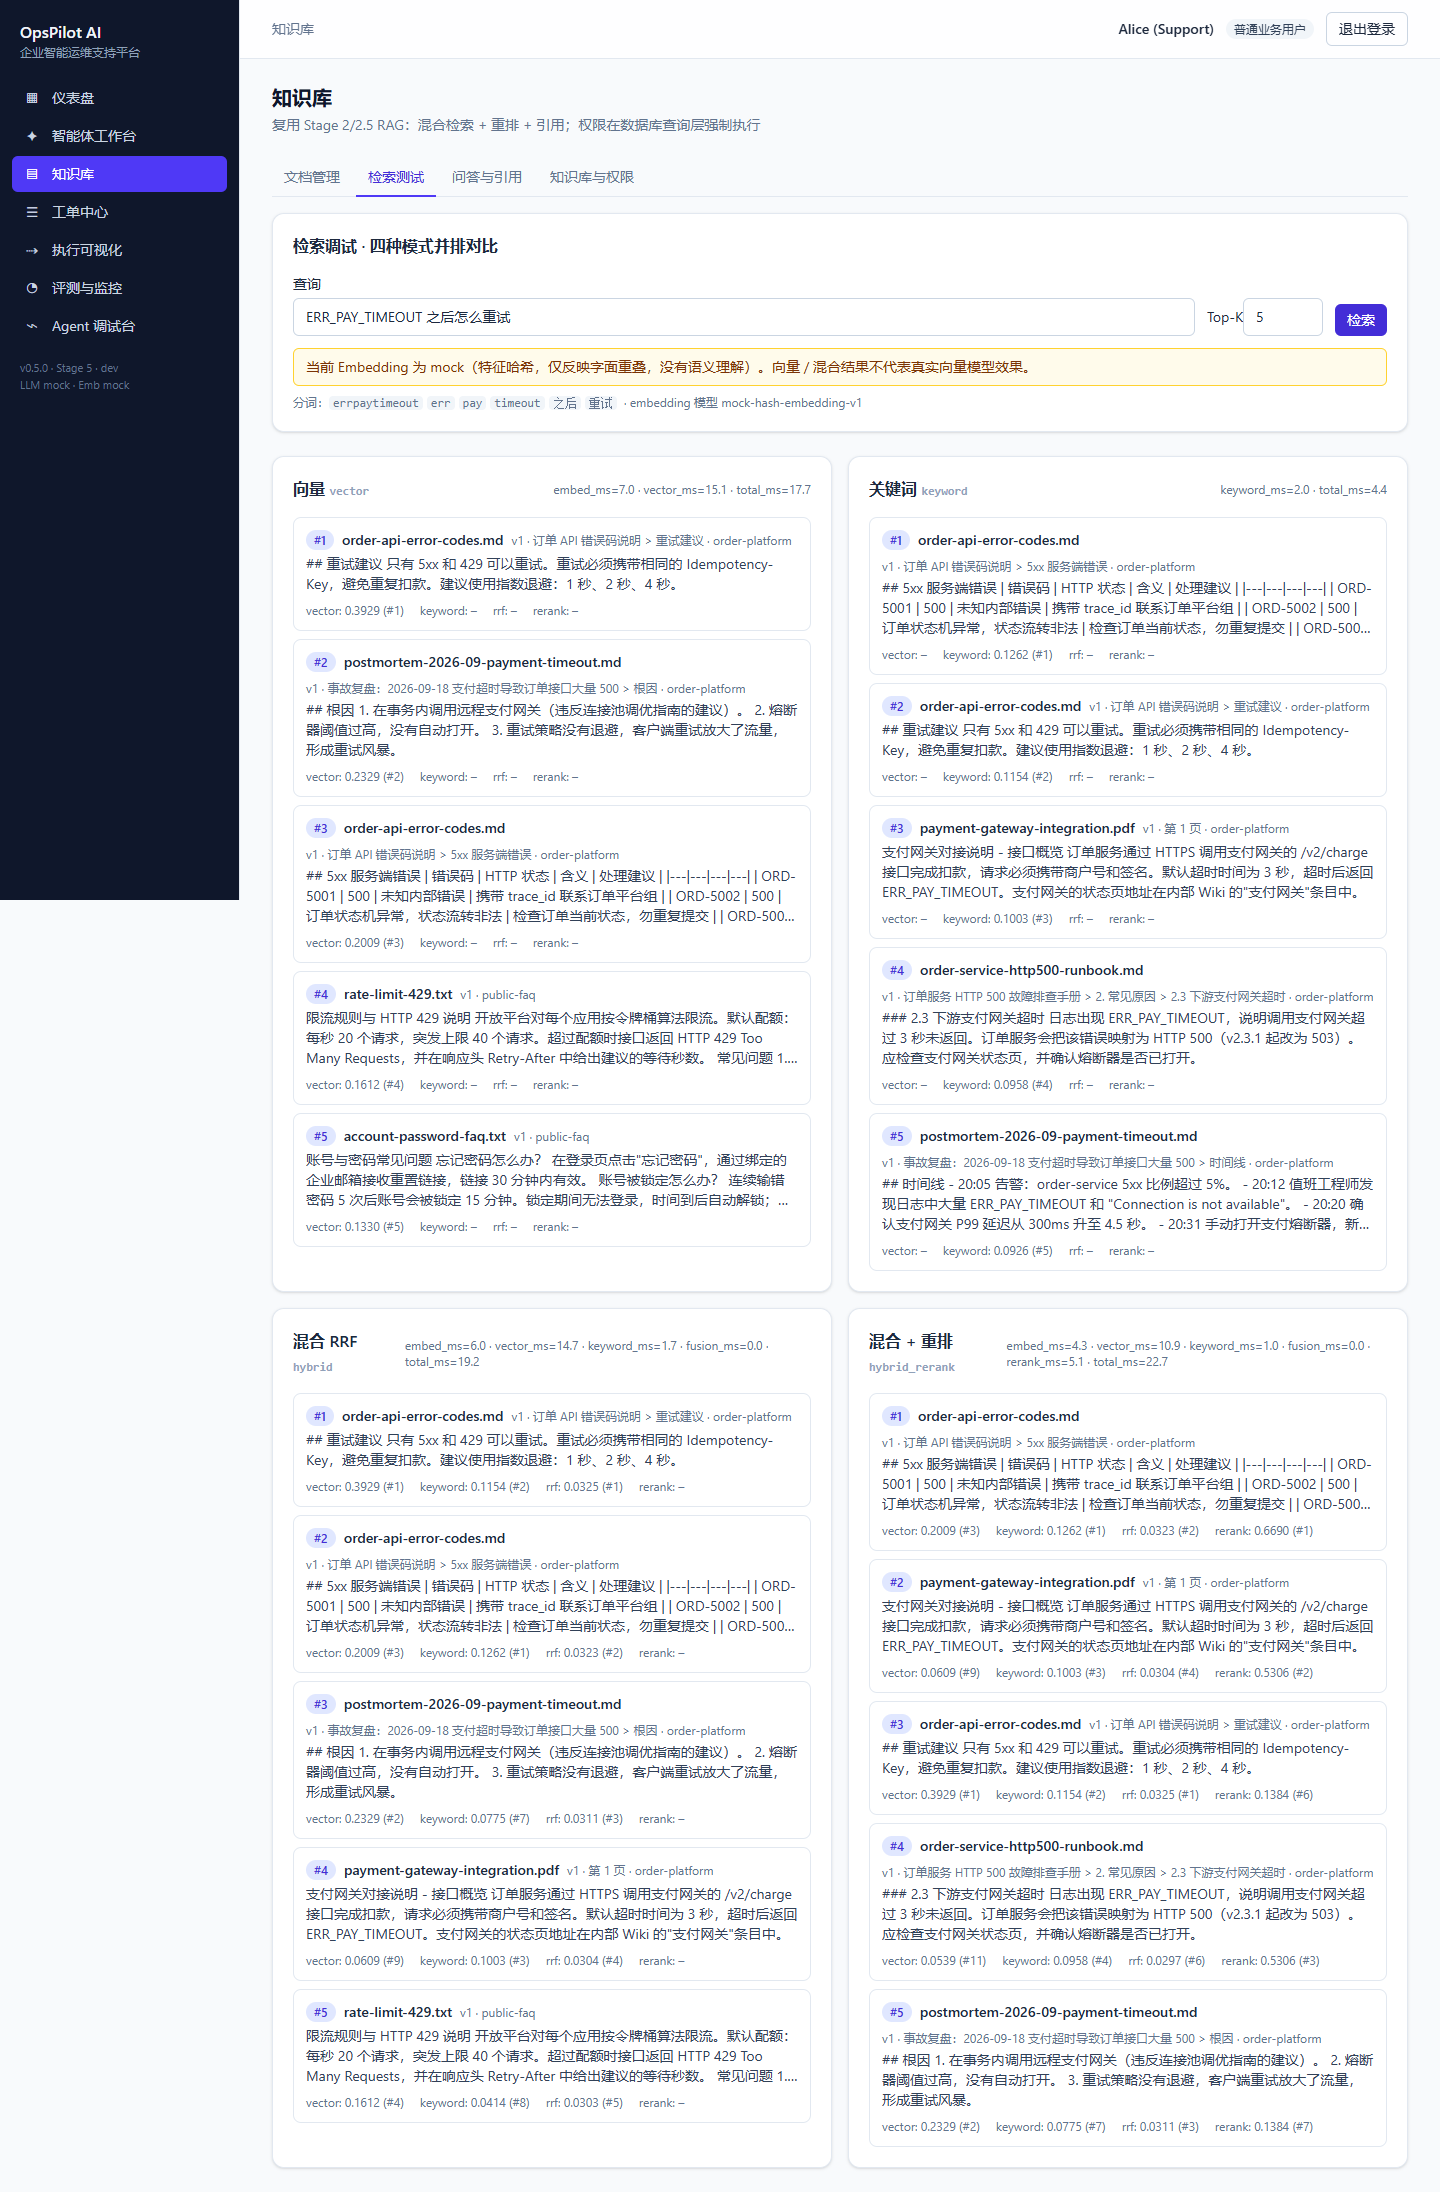 OpsPilot AI
企业智能运维支持平台
仪表盘
智能体工作台
知识库
工单中心
执行可视化
评测与监控
Agent 调试台
v0.5.0 · Stage 5 · dev
LLM mock · Emb mock
知识库
Alice (Support) 普通业务用户 退出登录
知识库
复用 Stage 2/2.5 RAG：混合检索 + 重排 + 引用；权限在数据库查询层强制执行
文档管理 检索测试 问答与引用 知识库与权限
检索调试 · 四种模式并排对比
查询
ERR_PAY_TIMEOUT 之后怎么重试 Top-K 5 检索
当前 Embedding 为 mock（特征哈希，仅反映字面重叠，没有语义理解）。向量 / 混合结果不代表真实向量模型效果。
分词： errpaytimeout err pay timeout 之后 重试 · embedding 模型 mock-hash-embedding-v1
向量 vector embed_ms=7.0 · vector_ms=15.1 · total_ms=17.7
#1 order-api-error-codes.md v1 · 订单 API 错误码说明 > 重试建议 · order-platform
## 重试建议 只有 5xx 和 429 可以重试。重试必须携带相同的 Idempotency-
Key，避免重复扣款。建议使用指数退避：1 秒、2 秒、4 秒。
vector: 0.3929 (#1) keyword: – rrf: – rerank: –
#2 postmortem-2026-09-payment-timeout.md
v1 · 事故复盘：2026-09-18 支付超时导致订单接口大量 500 > 根因 · order-platform
## 根因 1. 在事务内调用远程支付网关（违反连接池调优指南的建议）。 2. 熔断
器阈值过高，没有自动打开。 3. 重试策略没有退避，客户端重试放大了流量，
形成重试风暴。
vector: 0.2329 (#2) keyword: – rrf: – rerank: –
#3 order-api-error-codes.md
v1 · 订单 API 错误码说明 > 5xx 服务端错误 · order-platform
## 5xx 服务端错误 | 错误码 | HTTP 状态 | 含义 | 处理建议 | |---|---|---|---| | ORD-
5001 | 500 | 未知内部错误 | 携带 trace_id 联系订单平台组 | | ORD-5002 | 500 |
订单状态机异常，状态流转非法 | 检查订单当前状态，勿重复提交 | | ORD-500...
vector: 0.2009 (#3) keyword: – rrf: – rerank: –
#4 rate-limit-429.txt v1 · public-faq
限流规则与 HTTP 429 说明 开放平台对每个应用按令牌桶算法限流。默认配额：
每秒 20 个请求，突发上限 40 个请求。超过配额时接口返回 HTTP 429 Too
Many Requests，并在响应头 Retry-After 中给出建议的等待秒数。 常见问题 1....
vector: 0.1612 (#4) keyword: – rrf: – rerank: –
#5 account-password-faq.txt v1 · public-faq
账号与密码常见问题 忘记密码怎么办？ 在登录页点击"忘记密码"，通过绑定的
企业邮箱接收重置链接，链接 30 分钟内有效。 账号被锁定怎么办？ 连续输错
密码 5 次后账号会被锁定 15 分钟。锁定期间无法登录，时间到后自动解锁；...
vector: 0.1330 (#5) keyword: – rrf: – rerank: –
关键词 keyword keyword_ms=2.0 · total_ms=4.4
#1 order-api-error-codes.md
v1 · 订单 API 错误码说明 > 5xx 服务端错误 · order-platform
## 5xx 服务端错误 | 错误码 | HTTP 状态 | 含义 | 处理建议 | |---|---|---|---| | ORD-
5001 | 500 | 未知内部错误 | 携带 trace_id 联系订单平台组 | | ORD-5002 | 500 |
订单状态机异常，状态流转非法 | 检查订单当前状态，勿重复提交 | | ORD-500...
vector: – keyword: 0.1262 (#1) rrf: – rerank: –
#2 order-api-error-codes.md v1 · 订单 API 错误码说明 > 重试建议 · order-platform
## 重试建议 只有 5xx 和 429 可以重试。重试必须携带相同的 Idempotency-
Key，避免重复扣款。建议使用指数退避：1 秒、2 秒、4 秒。
vector: – keyword: 0.1154 (#2) rrf: – rerank: –
#3 payment-gateway-integration.pdf v1 · 第 1 页 · order-platform
支付网关对接说明 - 接口概览 订单服务通过 HTTPS 调用支付网关的 /v2/charge
接口完成扣款，请求必须携带商户号和签名。默认超时时间为 3 秒，超时后返回
ERR_PAY_TIMEOUT。支付网关的状态页地址在内部 Wiki 的"支付网关"条目中。
vector: – keyword: 0.1003 (#3) rrf: – rerank: –
#4 order-service-http500-runbook.md
v1 · 订单服务 HTTP 500 故障排查手册 > 2. 常见原因 > 2.3 下游支付网关超时 · order-platform
### 2.3 下游支付网关超时 日志出现 ERR_PAY_TIMEOUT，说明调用支付网关超
过 3 秒未返回。订单服务会把该错误映射为 HTTP 500（v2.3.1 起改为 503）。
应检查支付网关状态页，并确认熔断器是否已打开。
vector: – keyword: 0.0958 (#4) rrf: – rerank: –
#5 postmortem-2026-09-payment-timeout.md
v1 · 事故复盘：2026-09-18 支付超时导致订单接口大量 500 > 时间线 · order-platform
## 时间线 - 20:05 告警：order-service 5xx 比例超过 5%。 - 20:12 值班工程师发
现日志中大量 ERR_PAY_TIMEOUT 和 "Connection is not available"。 - 20:20 确
认支付网关 P99 延迟从 300ms 升至 4.5 秒。 - 20:31 手动打开支付熔断器，新...
vector: – keyword: 0.0926 (#5) rrf: – rerank: –
混合 RRF hybrid
embed_ms=6.0 · vector_ms=14.7 · keyword_ms=1.7 · fusion_ms=0.0 ·
total_ms=19.2
#1 order-api-error-codes.md v1 · 订单 API 错误码说明 > 重试建议 · order-platform
## 重试建议 只有 5xx 和 429 可以重试。重试必须携带相同的 Idempotency-
Key，避免重复扣款。建议使用指数退避：1 秒、2 秒、4 秒。
vector: 0.3929 (#1) keyword: 0.1154 (#2) rrf: 0.0325 (#1) rerank: –
#2 order-api-error-codes.md
v1 · 订单 API 错误码说明 > 5xx 服务端错误 · order-platform
## 5xx 服务端错误 | 错误码 | HTTP 状态 | 含义 | 处理建议 | |---|---|---|---| | ORD-
5001 | 500 | 未知内部错误 | 携带 trace_id 联系订单平台组 | | ORD-5002 | 500 |
订单状态机异常，状态流转非法 | 检查订单当前状态，勿重复提交 | | ORD-500...
vector: 0.2009 (#3) keyword: 0.1262 (#1) rrf: 0.0323 (#2) rerank: –
#3 postmortem-2026-09-payment-timeout.md
v1 · 事故复盘：2026-09-18 支付超时导致订单接口大量 500 > 根因 · order-platform
## 根因 1. 在事务内调用远程支付网关（违反连接池调优指南的建议）。 2. 熔断
器阈值过高，没有自动打开。 3. 重试策略没有退避，客户端重试放大了流量，
形成重试风暴。
vector: 0.2329 (#2) keyword: 0.0775 (#7) rrf: 0.0311 (#3) rerank: –
#4 payment-gateway-integration.pdf v1 · 第 1 页 · order-platform
支付网关对接说明 - 接口概览 订单服务通过 HTTPS 调用支付网关的 /v2/charge
接口完成扣款，请求必须携带商户号和签名。默认超时时间为 3 秒，超时后返回
ERR_PAY_TIMEOUT。支付网关的状态页地址在内部 Wiki 的"支付网关"条目中。
vector: 0.0609 (#9) keyword: 0.1003 (#3) rrf: 0.0304 (#4) rerank: –
#5 rate-limit-429.txt v1 · public-faq
限流规则与 HTTP 429 说明 开放平台对每个应用按令牌桶算法限流。默认配额：
每秒 20 个请求，突发上限 40 个请求。超过配额时接口返回 HTTP 429 Too
Many Requests，并在响应头 Retry-After 中给出建议的等待秒数。 常见问题 1....
vector: 0.1612 (#4) keyword: 0.0414 (#8) rrf: 0.0303 (#5) rerank: –
混合 + 重排 hybrid_rerank
embed_ms=4.3 · vector_ms=10.9 · keyword_ms=1.0 · fusion_ms=0.0 ·
rerank_ms=5.1 · total_ms=22.7
#1 order-api-error-codes.md
v1 · 订单 API 错误码说明 > 5xx 服务端错误 · order-platform
## 5xx 服务端错误 | 错误码 | HTTP 状态 | 含义 | 处理建议 | |---|---|---|---| | ORD-
5001 | 500 | 未知内部错误 | 携带 trace_id 联系订单平台组 | | ORD-5002 | 500 |
订单状态机异常，状态流转非法 | 检查订单当前状态，勿重复提交 | | ORD-500...
vector: 0.2009 (#3) keyword: 0.1262 (#1) rrf: 0.0323 (#2) rerank: 0.6690 (#1)
#2 payment-gateway-integration.pdf v1 · 第 1 页 · order-platform
支付网关对接说明 - 接口概览 订单服务通过 HTTPS 调用支付网关的 /v2/charge
接口完成扣款，请求必须携带商户号和签名。默认超时时间为 3 秒，超时后返回
ERR_PAY_TIMEOUT。支付网关的状态页地址在内部 Wiki 的"支付网关"条目中。
vector: 0.0609 (#9) keyword: 0.1003 (#3) rrf: 0.0304 (#4) rerank: 0.5306 (#2)
#3 order-api-error-codes.md v1 · 订单 API 错误码说明 > 重试建议 · order-platform
## 重试建议 只有 5xx 和 429 可以重试。重试必须携带相同的 Idempotency-
Key，避免重复扣款。建议使用指数退避：1 秒、2 秒、4 秒。
vector: 0.3929 (#1) keyword: 0.1154 (#2) rrf: 0.0325 (#1) rerank: 0.1384 (#6)
#4 order-service-http500-runbook.md
v1 · 订单服务 HTTP 500 故障排查手册 > 2. 常见原因 > 2.3 下游支付网关超时 · order-platform
### 2.3 下游支付网关超时 日志出现 ERR_PAY_TIMEOUT，说明调用支付网关超
过 3 秒未返回。订单服务会把该错误映射为 HTTP 500（v2.3.1 起改为 503）。
应检查支付网关状态页，并确认熔断器是否已打开。
vector: 0.0539 (#11) keyword: 0.0958 (#4) rrf: 0.0297 (#6) rerank: 0.5306 (#3)
#5 postmortem-2026-09-payment-timeout.md
v1 · 事故复盘：2026-09-18 支付超时导致订单接口大量 500 > 根因 · order-platform
## 根因 1. 在事务内调用远程支付网关（违反连接池调优指南的建议）。 2. 熔断
器阈值过高，没有自动打开。 3. 重试策略没有退避，客户端重试放大了流量，
形成重试风暴。
vector: 0.2329 (#2) keyword: 0.0775 (#7) rrf: 0.0311 (#3) rerank: 0.1384 (#7)